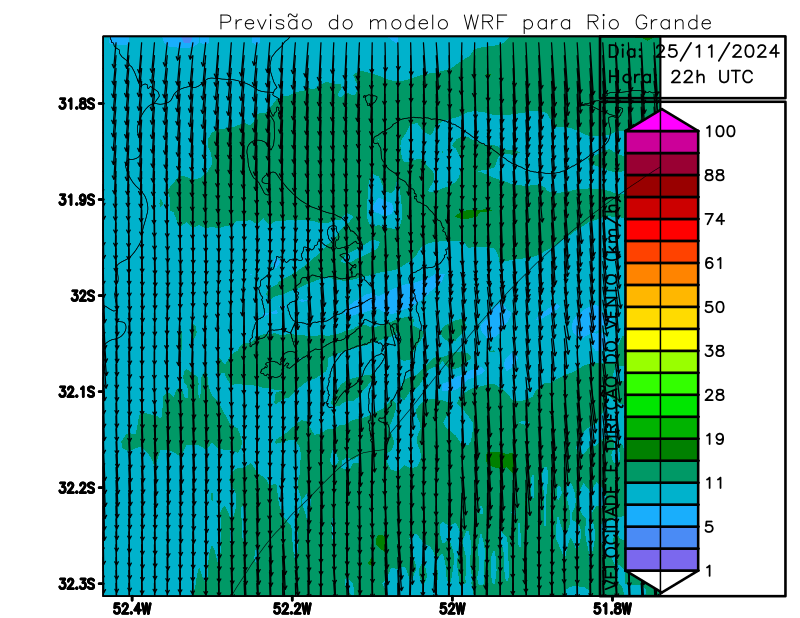 Previsão do modelo WRF para Rio Grande
Dia: 25/11/2024
Hora: 22h UTC
31.8S
31.9S
32S
32.1S
32.2S
32.3S
52.4W
52.2W
52W
51.8W
VELOCIDADE E DIREÇÃO DO VENTO (km/h)
100
88
74
61
50
38
28
19
11
5
1